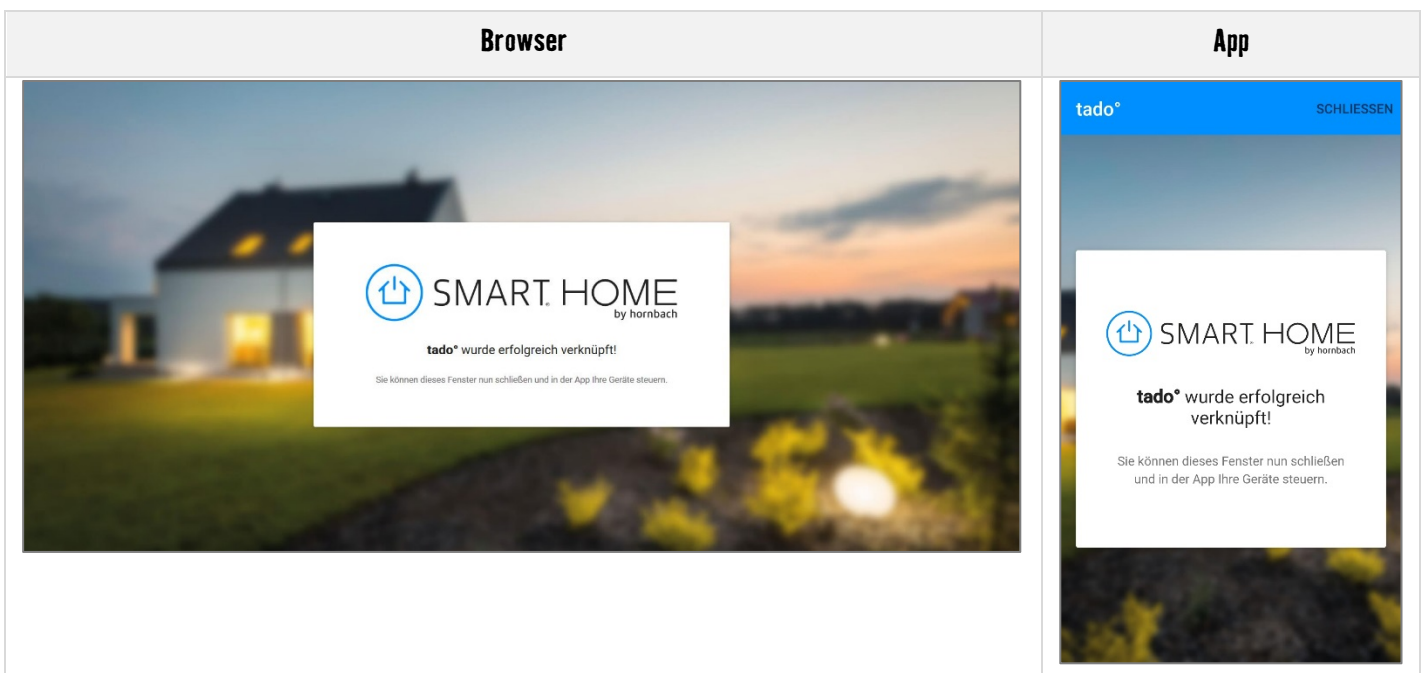 Browser
App
SMART HOME
by hornbach
tado° wurde erfolgreich verknüpft!
Sie können dieses Fenster nun schließen und in der App Ihre Geräte steuern.
tado°
SCHLIESSEN
SMART HOME
by hornbach
tado° wurde erfolgreich
verknüpft!
Sie können dieses Fenster nun schließen
und in der App Ihre Geräte steuern.